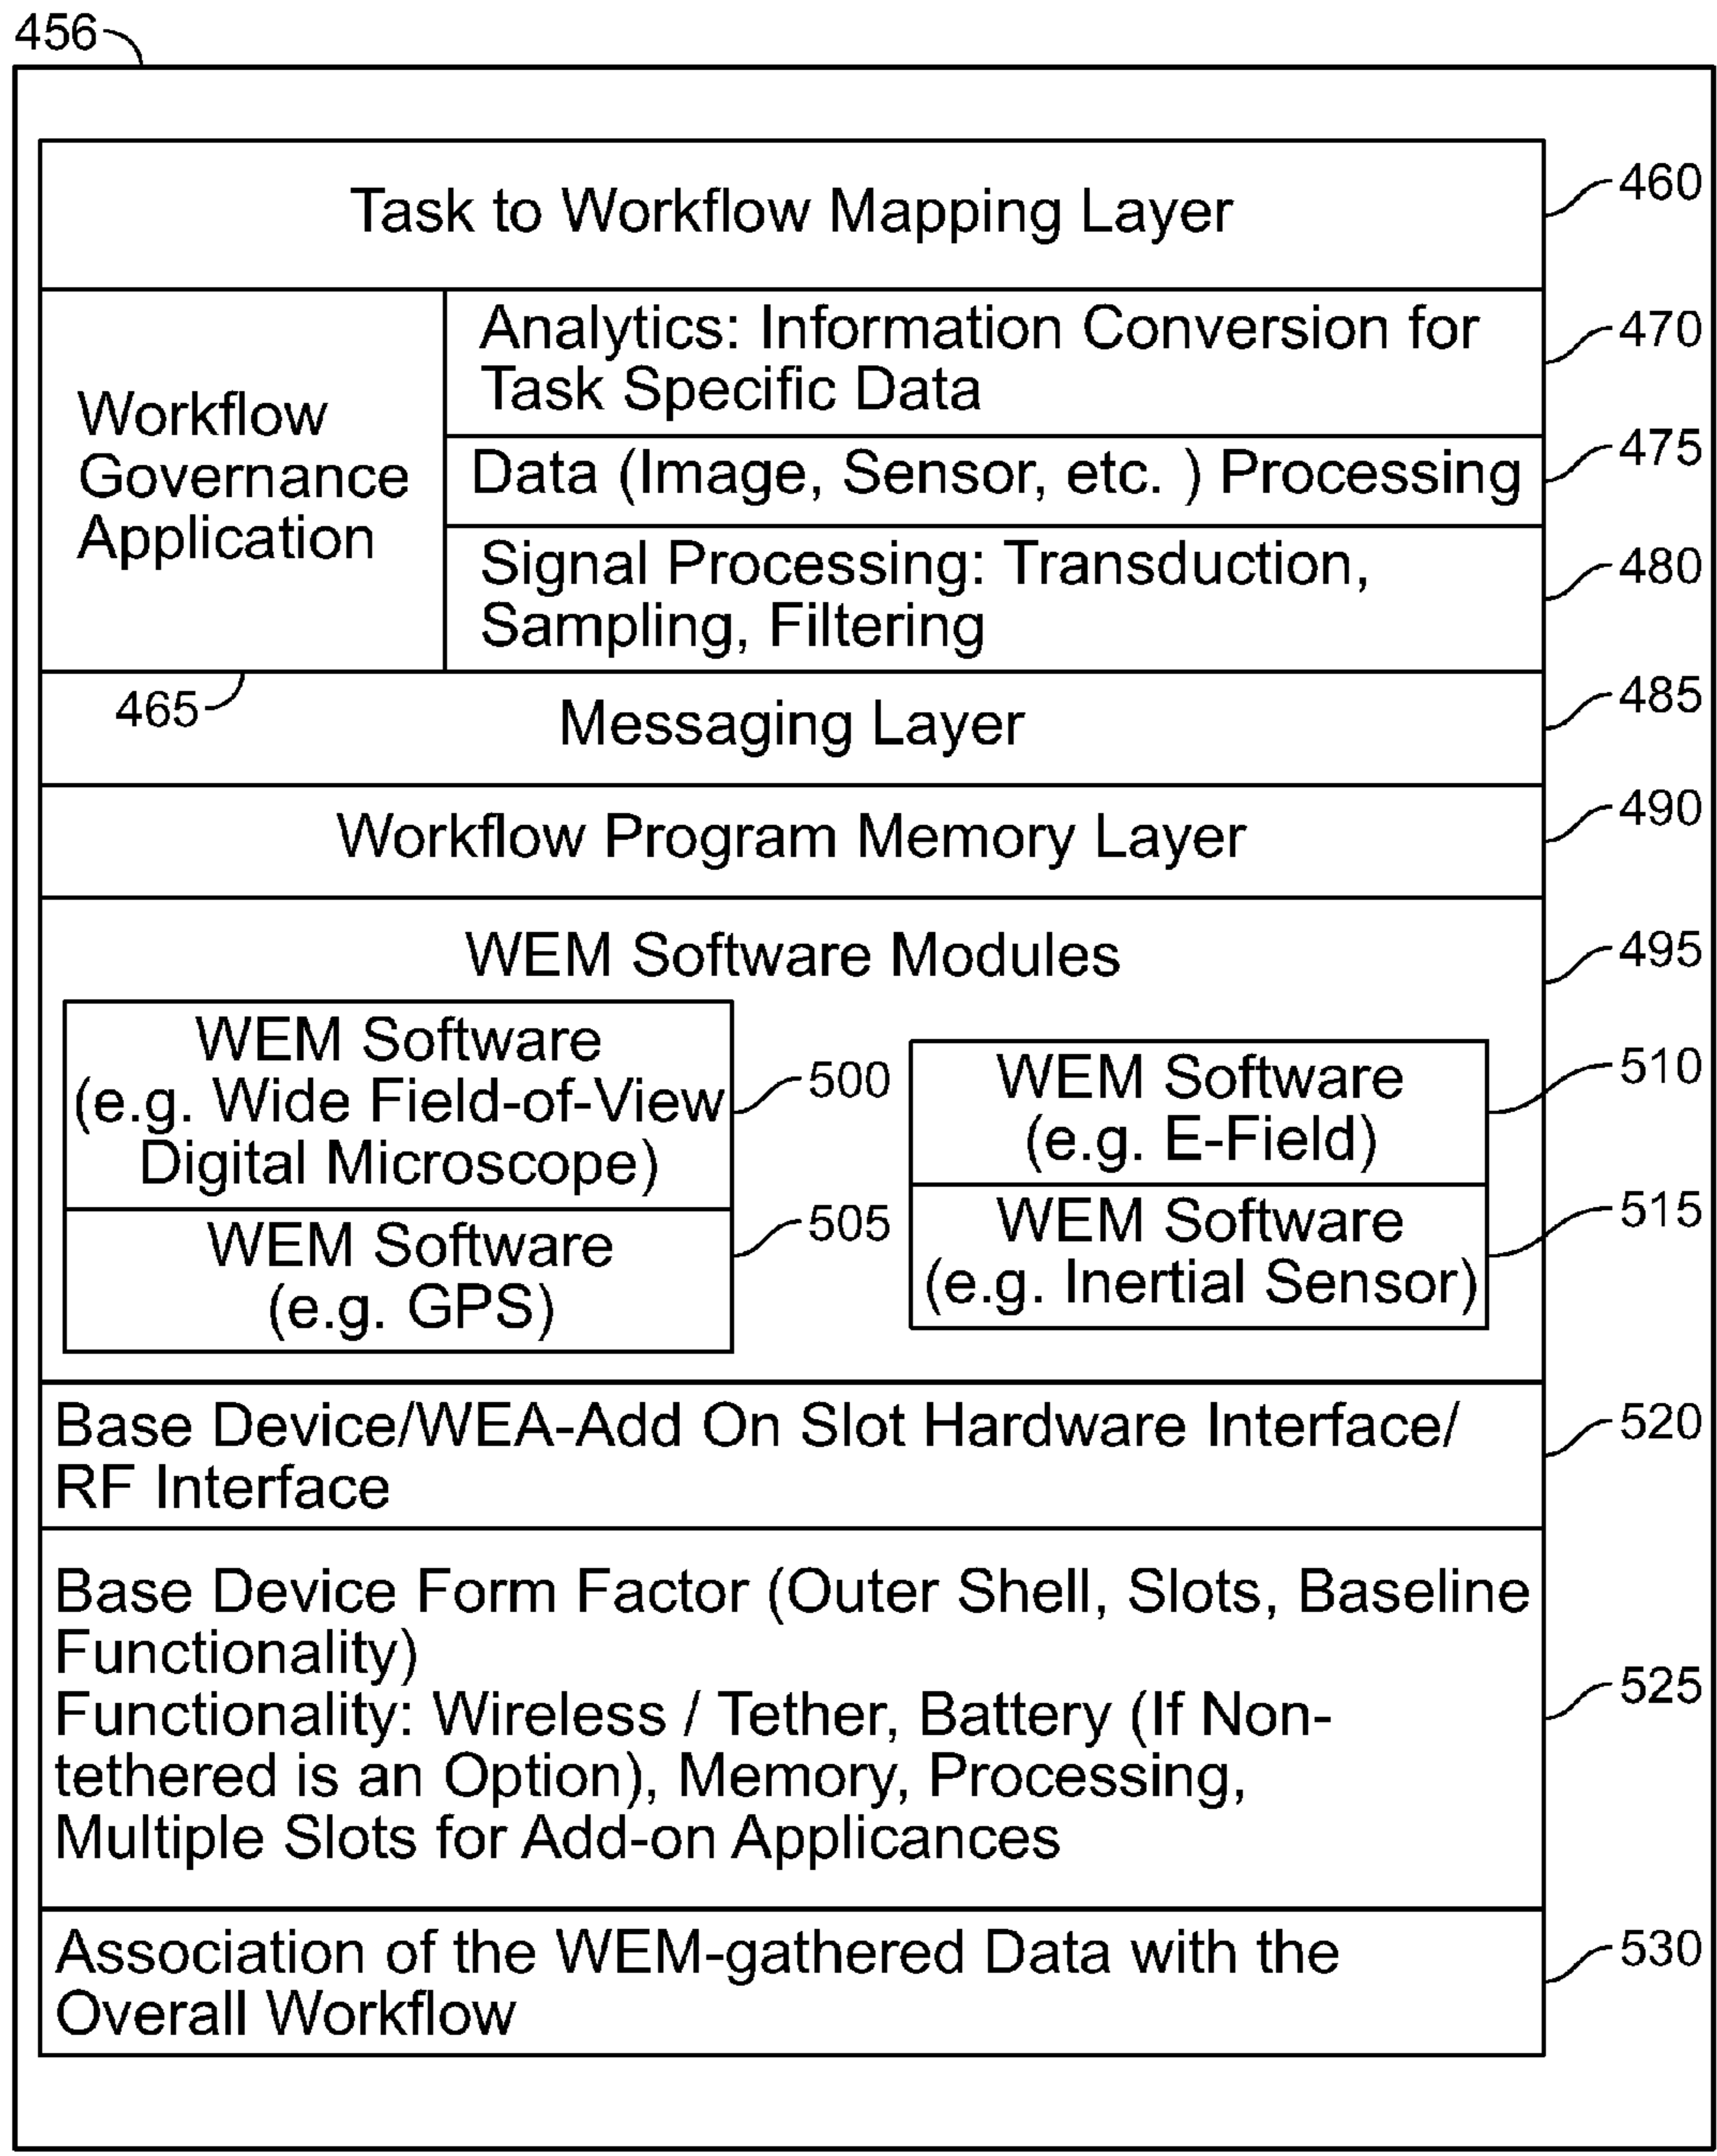 456
Task to Workflow Mapping Layer
460
Workflow
Governance
Application
465
Analytics: Information Conversion for
Task Specific Data
470
Data (Image, Sensor, etc. ) Processing
475
Signal Processing: Transduction,
Sampling, Filtering
480
Messaging Layer
485
Workflow Program Memory Layer
490
WEM Software Modules
495
WEM Software
(e.g. Wide Field-of-View
Digital Microscope)
500
WEM Software
(e.g. GPS)
505
WEM Software
(e.g. E-Field)
510
WEM Software
(e.g. Inertial Sensor)
515
Base Device/WEA-Add On Slot Hardware Interface/
RF Interface
520
Base Device Form Factor (Outer Shell, Slots, Baseline
Functionality)
Functionality: Wireless / Tether, Battery (If Non-
tethered is an Option), Memory, Processing,
Multiple Slots for Add-on Applicances
525
Association of the WEM-gathered Data with the
Overall Workflow
530